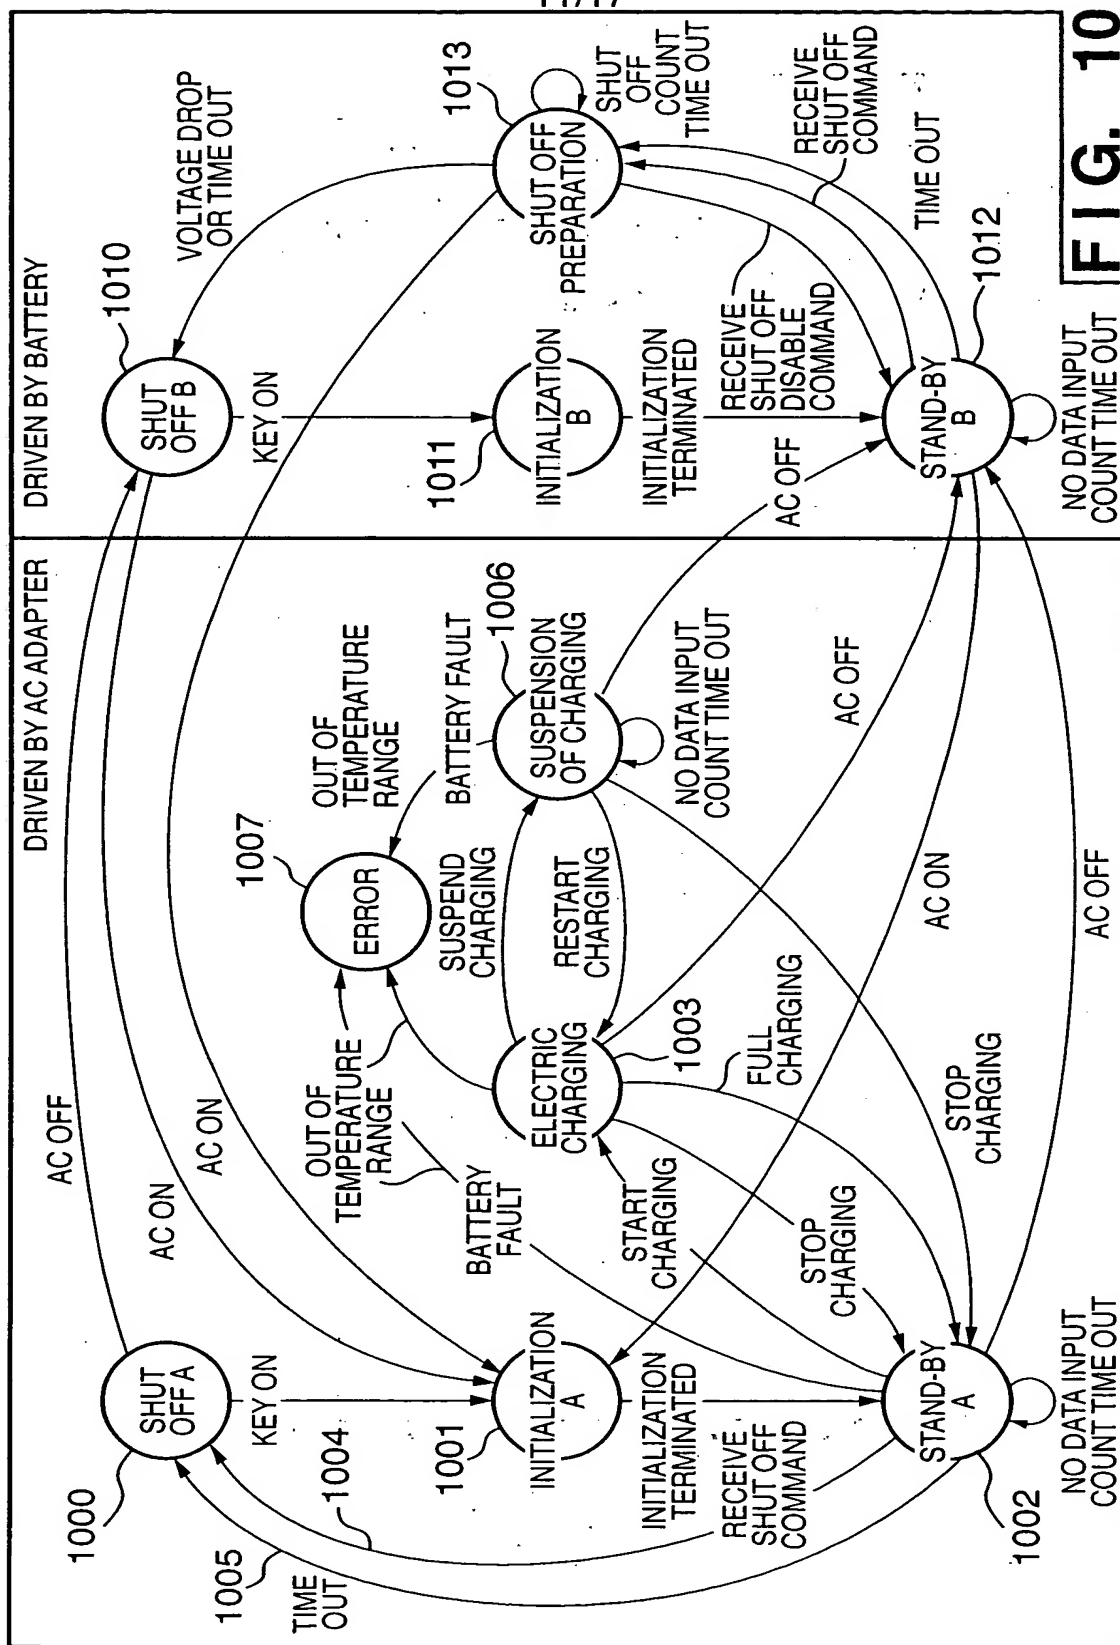 DRIVEN BY AC ADAPTER
DRIVEN BY BATTERY
1000
SHUT
OFF A
AC OFF
1010
SHUT
OFF B
VOLTAGE DROP
OR TIME OUT
KEY ON
AC ON
AC ON
KEY ON
1004
1005
TIME
OUT
1001
INITIALIZATION
A
OUT OF
TEMPERATURE
RANGE
1007
ERROR
OUT OF
TEMPERATURE
RANGE
BATTERY FAULT
1006
1011
INITIALIZATION
B
1013
SHUT OFF
PREPARATION
SHUT
OFF
COUNT
TIME OUT
BATTERY
FAULT
SUSPEND
CHARGING
SUSPENSION
OF CHARGING
ELECTRIC
CHARGING
RESTART
CHARGING
1003
INITIALIZATION
TERMINATED
START
CHARGING
NO DATA INPUT
COUNT TIME OUT
INITIALIZATION
TERMINATED
RECEIVE
SHUT OFF
COMMAND
FULL
CHARGING
AC OFF
RECEIVE
SHUT OFF
DISABLE
COMMAND
RECEIVE
SHUT OFF
COMMAND
STOP
CHARGING
AC OFF
TIME OUT
1002
STAND-BY
A
STOP
CHARGING
AC ON
STAND-BY
B
1012
NO DATA INPUT
COUNT TIME OUT
AC OFF
NO DATA INPUT
COUNT TIME OUT
FIG. 10